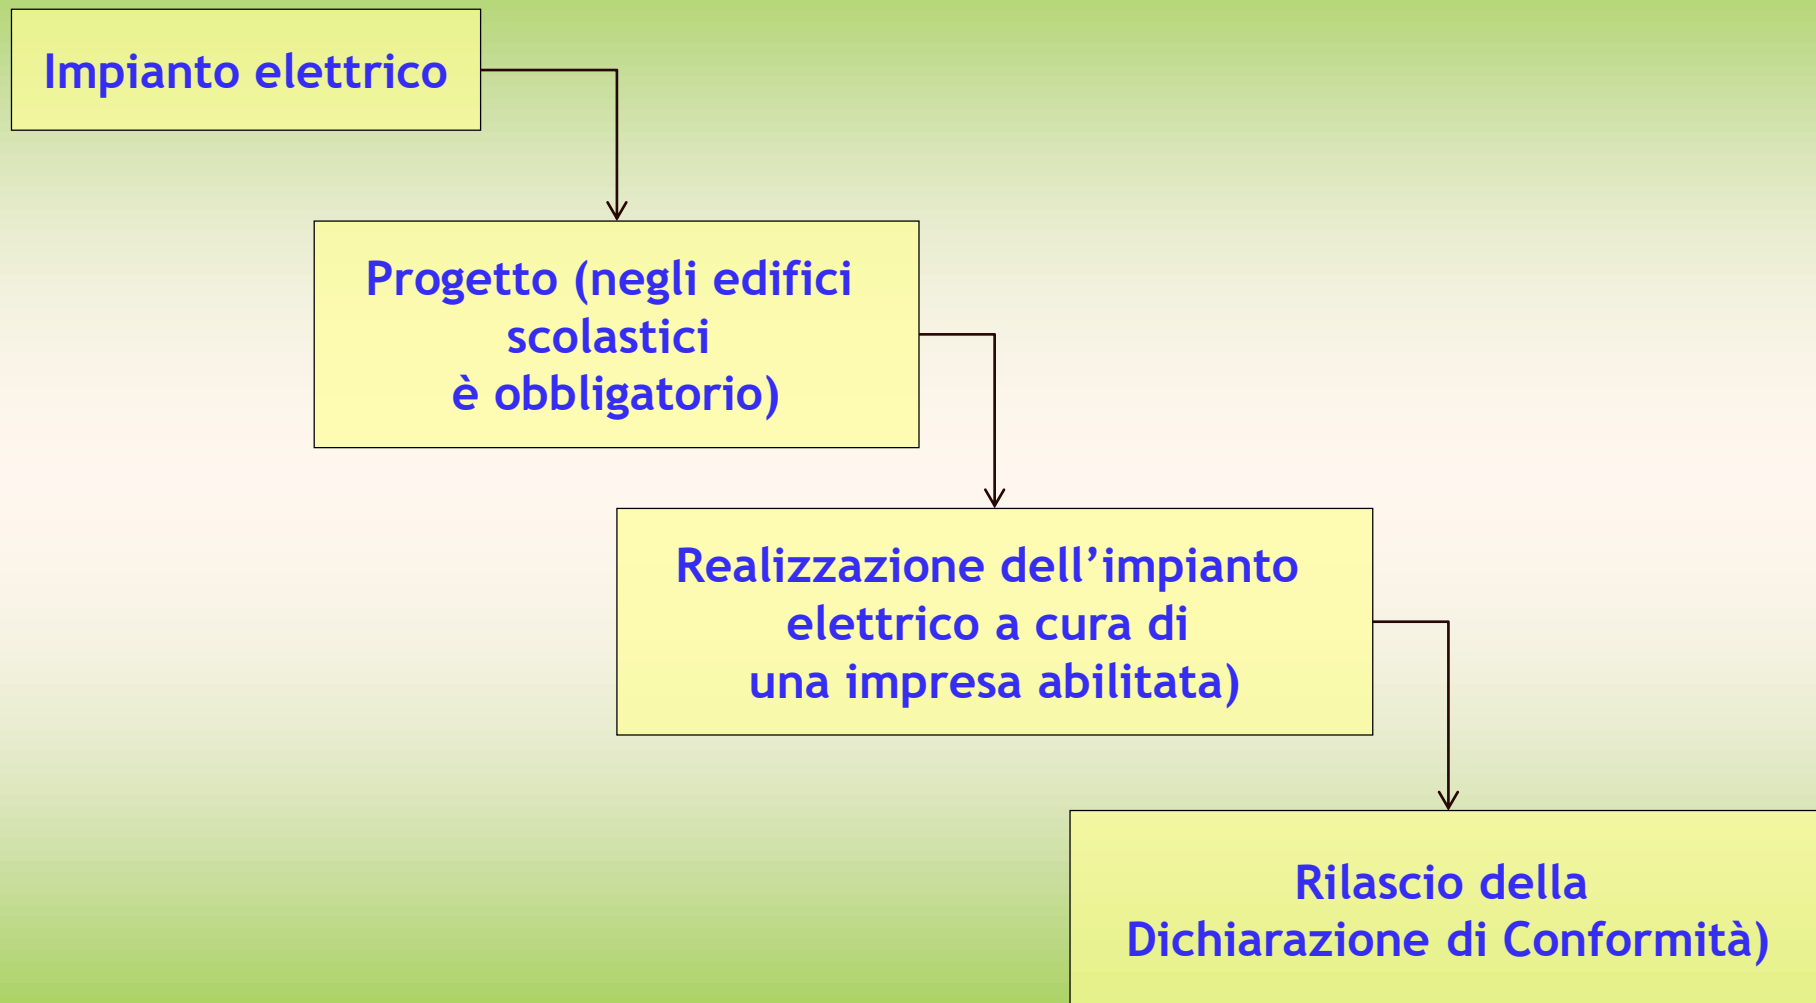 Impianto elettrico
Progetto (negli edifici
scolastici
è obbligatorio)
Realizzazione dell’impianto
elettrico a cura di
una impresa abilitata)
Rilascio della
Dichiarazione di Conformità)